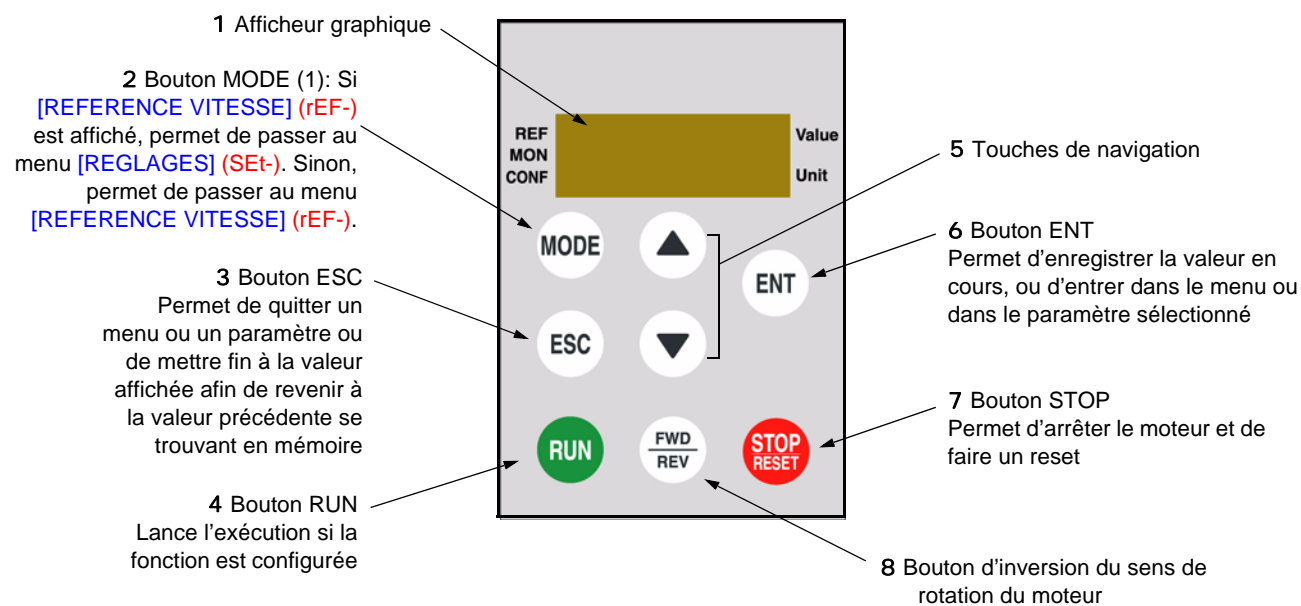 1 Afficheur graphique
2 Bouton MODE (1): Si
[REFERENCE VITESSE] (rEF-)
est affiché, permet de passer au
menu [REGLAGES] (SEt-). Sinon,
permet de passer au menu
[REFERENCE VITESSE] (rEF-).
3 Bouton ESC
Permet de quitter un
menu ou un paramètre ou
de mettre fin à la valeur
affichée afin de revenir à
la valeur précédente se
trouvant en mémoire
4 Bouton RUN
Lance l'exécution si la
fonction est configurée
REF
MON
CONF
Value
Unit
MODE
ENT
ESC
RUN
FWD
REV
STOP
RESET
5 Touches de navigation
6 Bouton ENT
Permet d'enregistrer la valeur en
cours, ou d'entrer dans le menu ou
dans le paramètre sélectionné
7 Bouton STOP
Permet d'arrêter le moteur et de
faire un reset
8 Bouton d'inversion du sens de
rotation du moteur